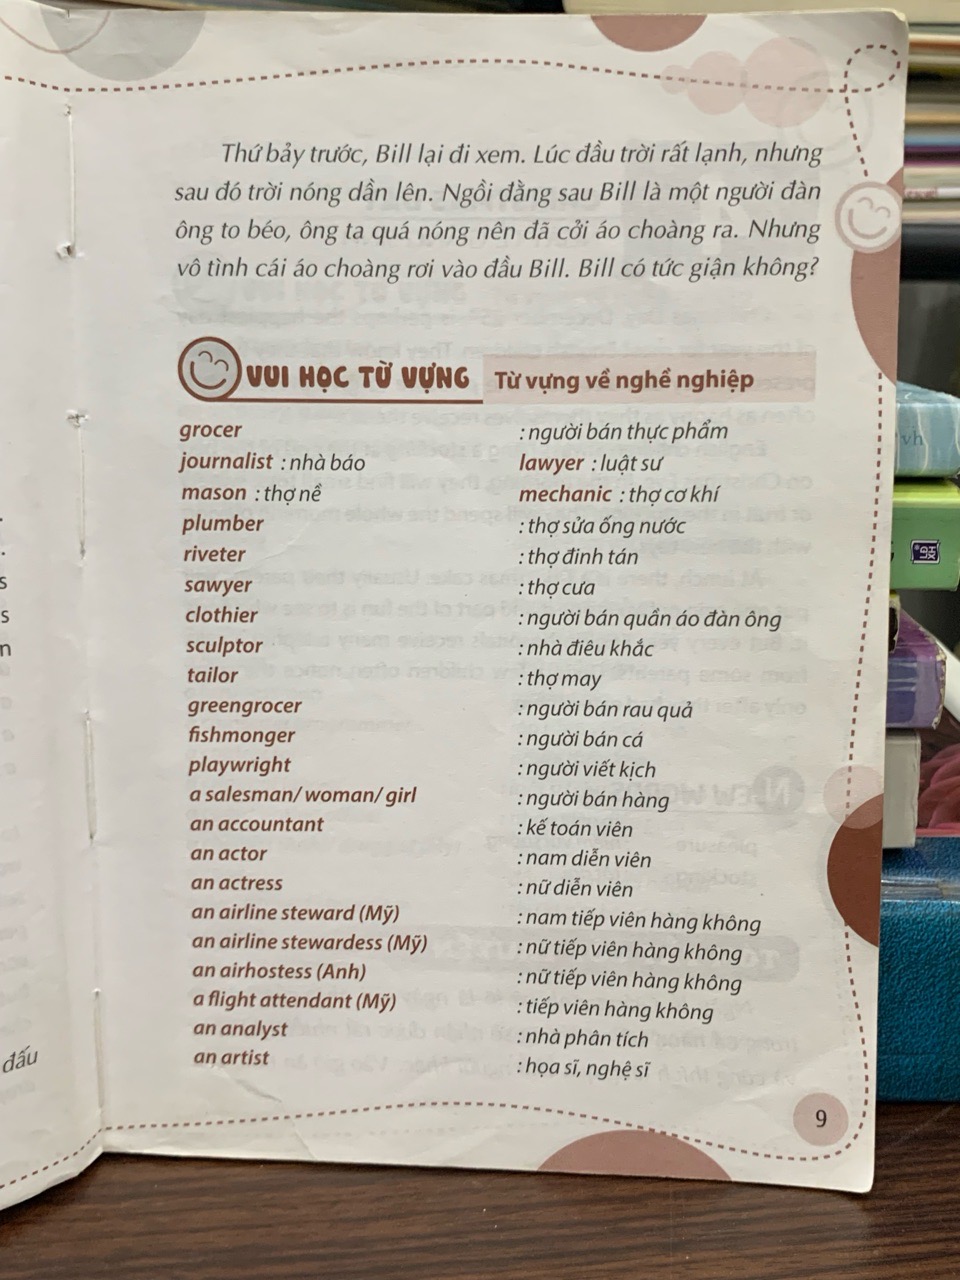 Thứ bảy trước, Bill lại đi xem. Lúc đầu trời rất lạnh, nhưng
sau đó trời nóng dần lên. Ngồi đằng sau Bill là một người đàn
ông to béo, ông ta quá nóng nên đã cởi áo choàng ra. Nhưng
vô tình cái áo choàng rơi vào đầu Bill. Bill có tức giận không?
VUI HỌC TỪ VỰNG Từ vựng về nghề nghiệp
grocer : người bán thực phẩm
journalist : nhà báo lawyer : luật sư
mason : thợ nề mechanic : thợ cơ khí
plumber : thợ sửa ống nước
riveter : thợ đinh tán
sawyer : thợ cưa
clothier : người bán quần áo đàn ông
sculptor : nhà điêu khắc
tailor : thợ may
greengrocer : người bán rau quả
fishmonger : người bán cá
playwright : người viết kịch
a salesman/ woman/ girl : người bán hàng
an accountant : kế toán viên
an actor : nam diễn viên
an actress : nữ diễn viên
an airline steward (Mỹ) : nam tiếp viên hàng không
an airline stewardess (Mỹ) : nữ tiếp viên hàng không
an airhostess (Anh) : nữ tiếp viên hàng không
a flight attendant (Mỹ) : tiếp viên hàng không
an analyst : nhà phân tích
an artist : họa sĩ, nghệ sĩ
9
đấu
vh